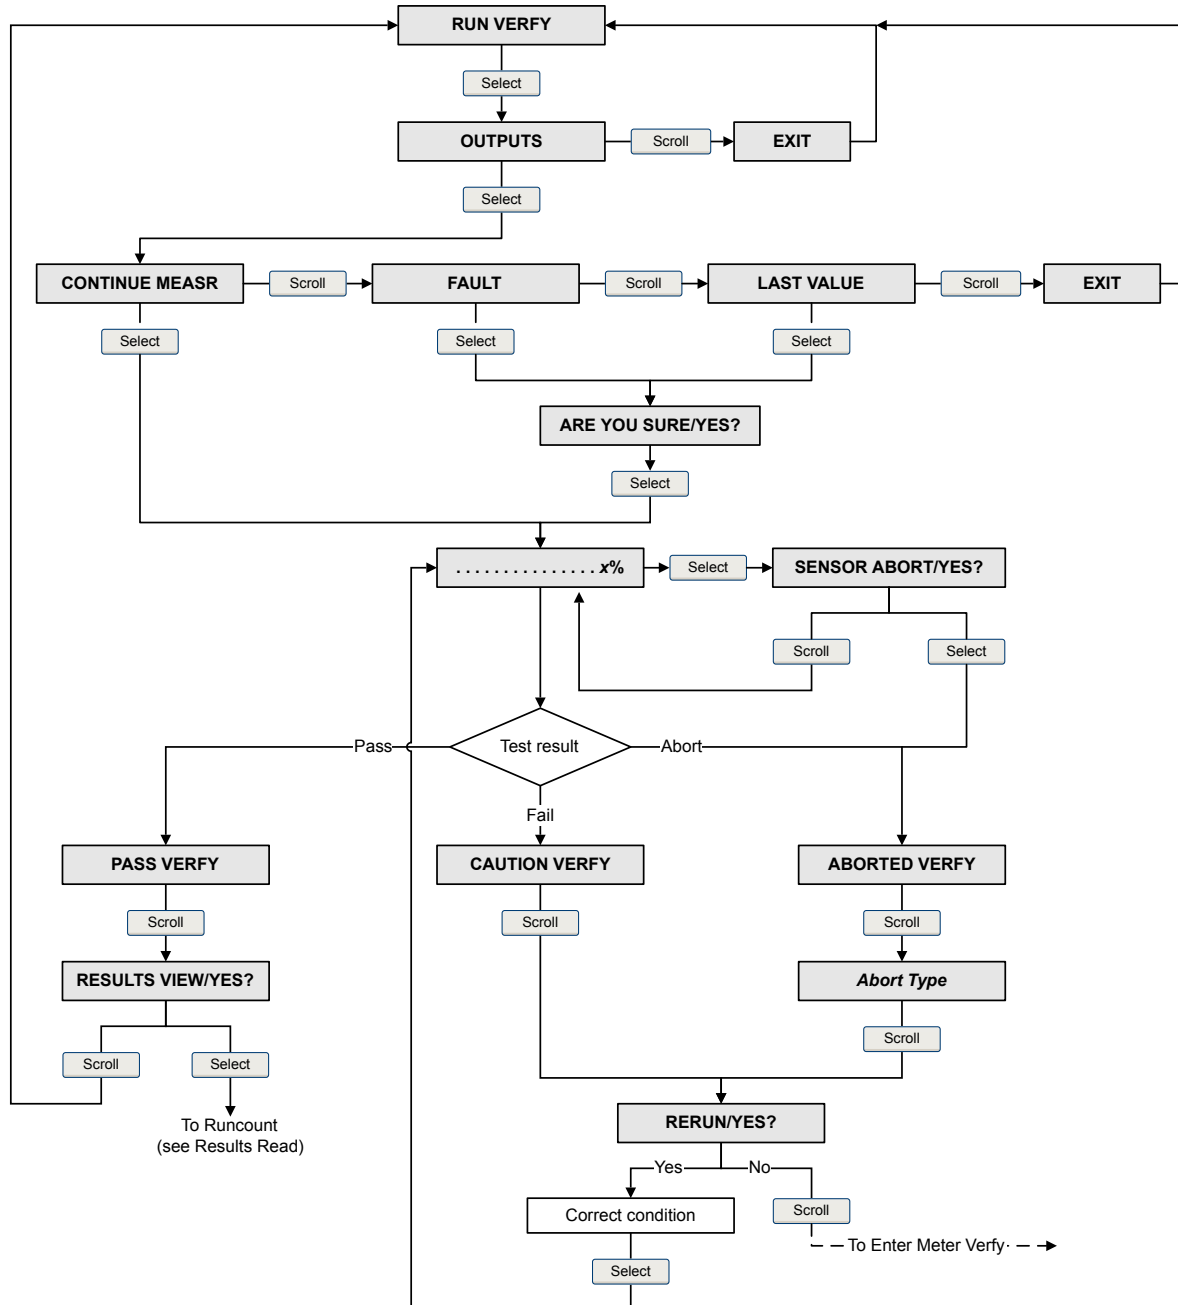 RUN VERFY
Select
OUTPUTS
Scroll
EXIT
Select
CONTINUE MEASR
Scroll
FAULT
Scroll
LAST VALUE
Scroll
EXIT
Select
Select
Select
ARE YOU SURE/YES?
Select
. . . . . . . . . . . . . . . x%
Select
SENSOR ABORT/YES?
Scroll
Select
Pass
Test result
Abort
Fail
PASS VERFY
CAUTION VERFY
ABORTED VERFY
Scroll
Scroll
Scroll
RESULTS VIEW/YES?
Abort Type
Scroll
Scroll
Select
To Runcount
(see Results Read)
RERUN/YES?
Yes
No
Correct condition
Scroll
To Enter Meter Verfy
Select